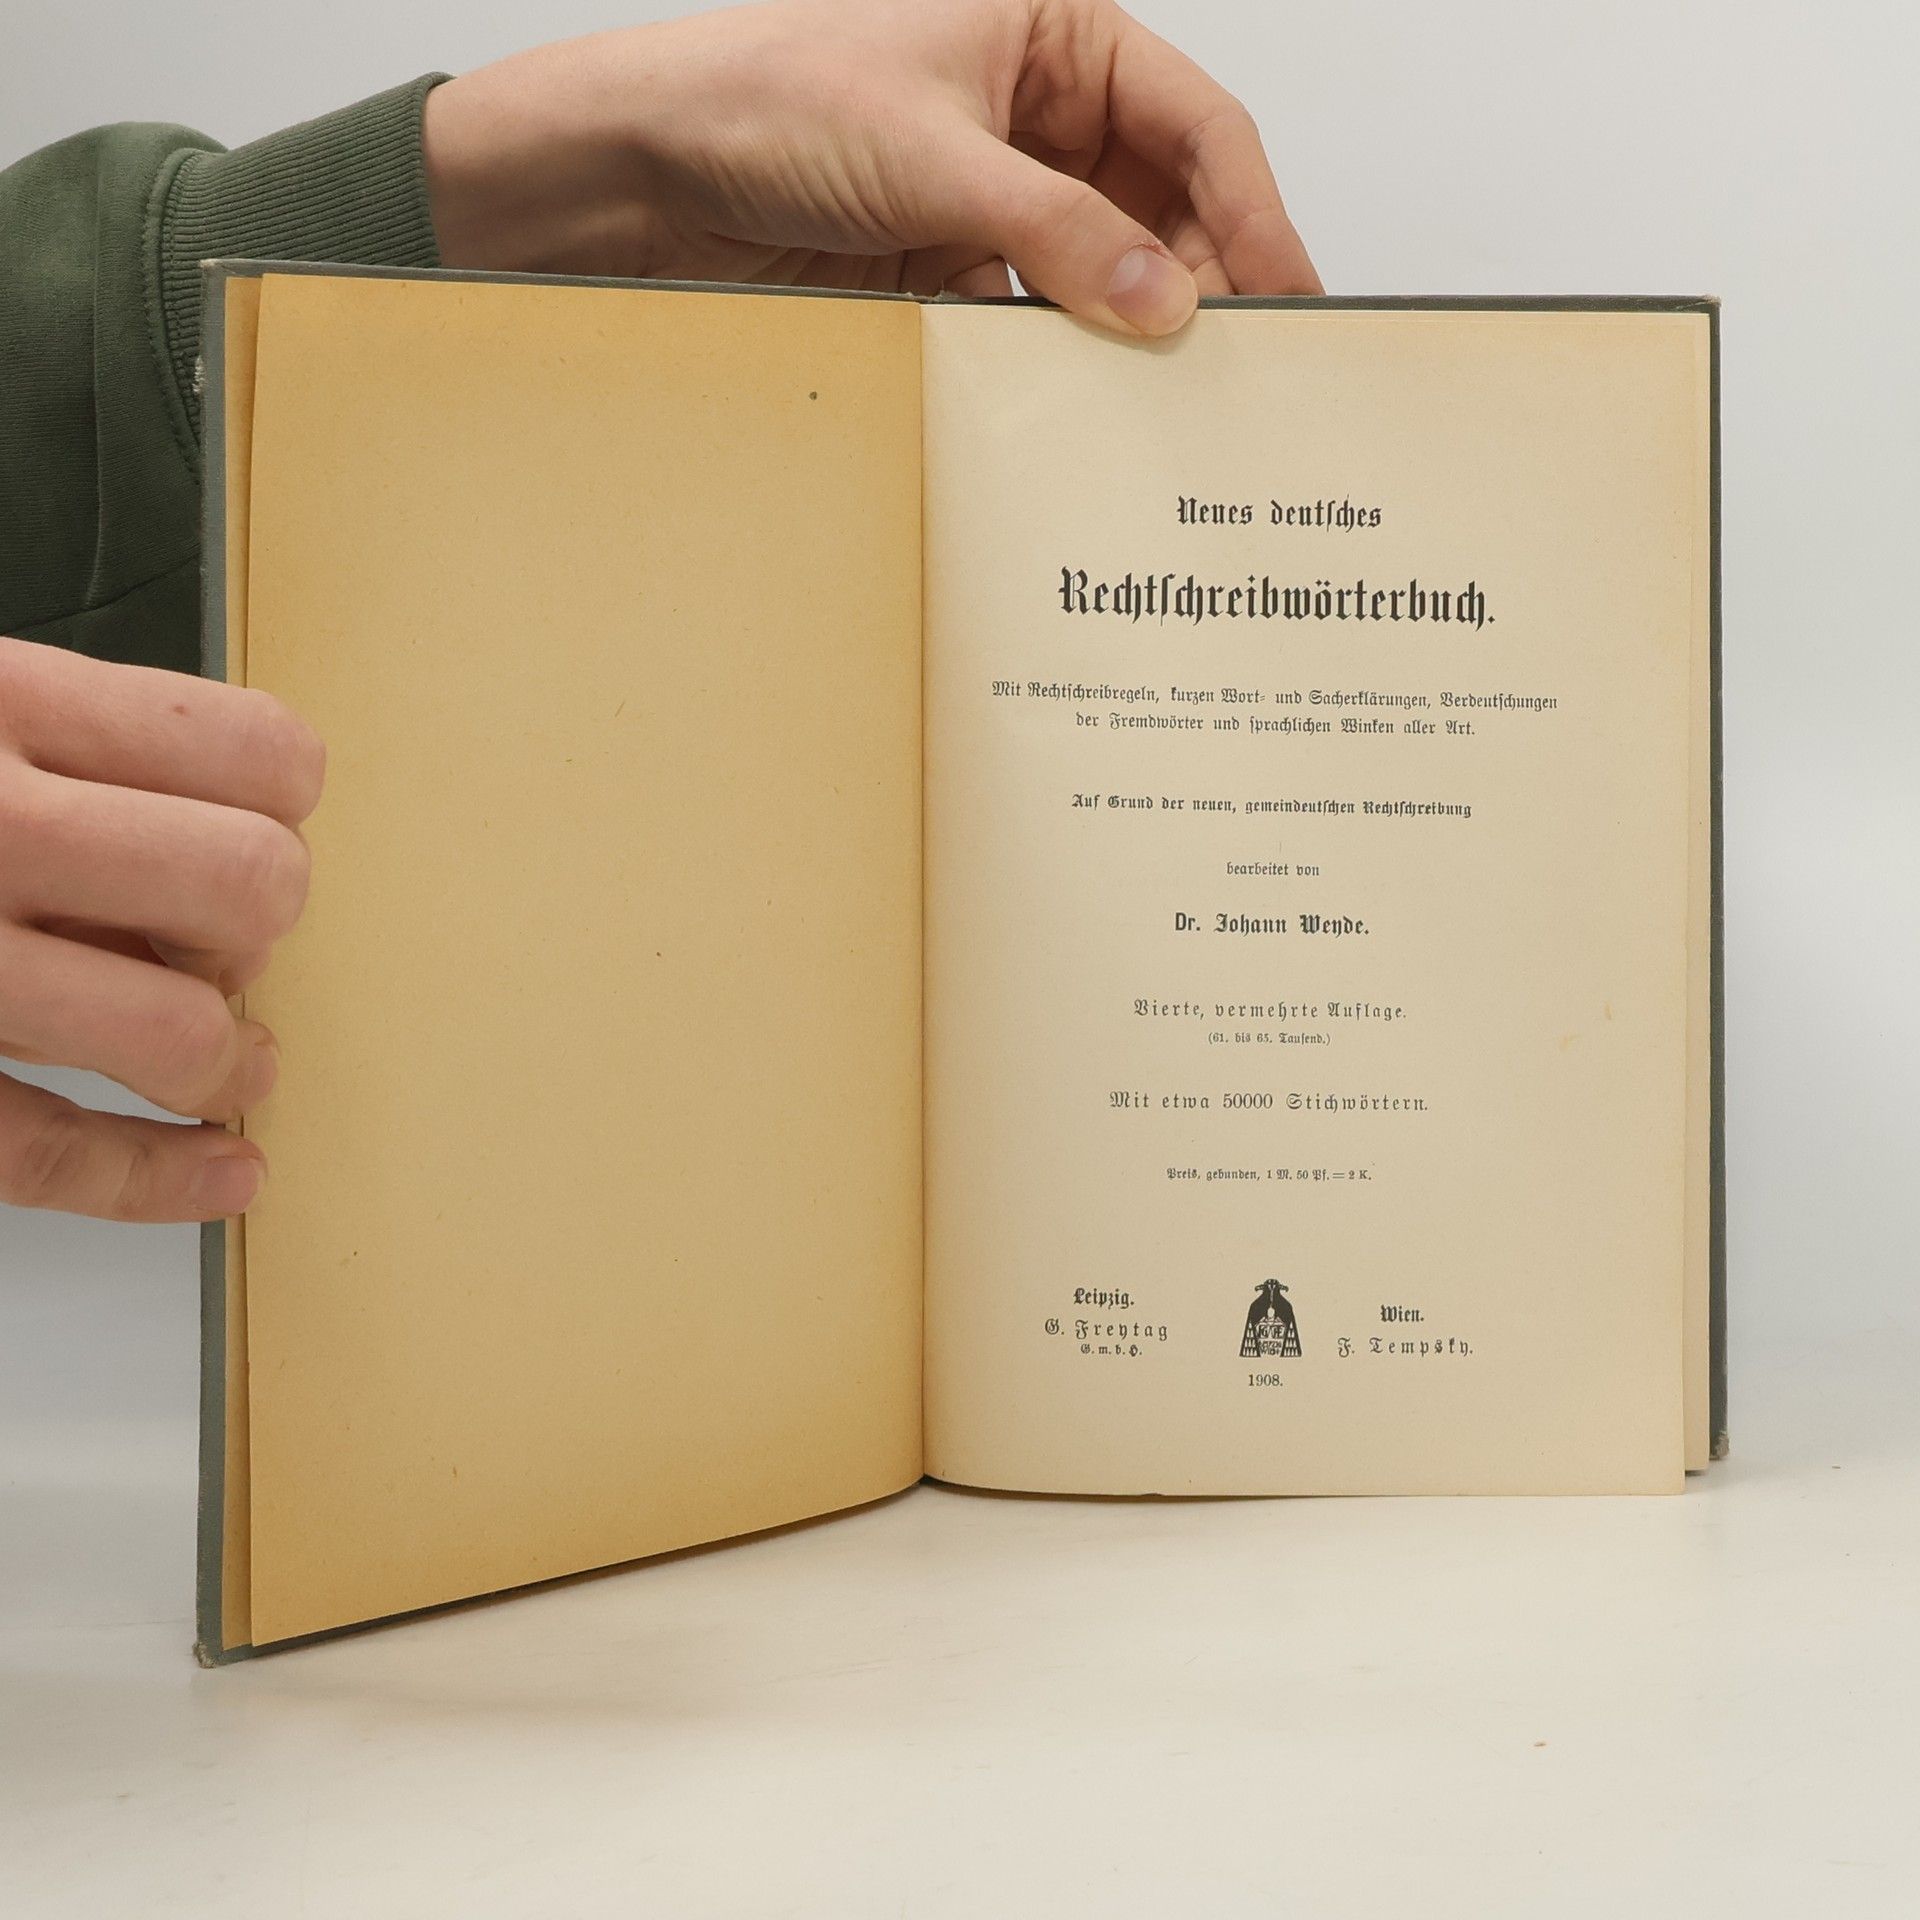 Neues deutſches
Rechtſchreibwörterbuch.
Mit Rechtſchreibregeln, kurzen Wort- und Sacherklärungen, Verdeutſchungen
der Fremdwörter und ſprachlichen Winken aller Art.
Auf Grund der neuen, gemeindeutſchen Rechtſchreibung
bearbeitet von
Dr. Johann Weyde.
Vierte, vermehrte Auflage.
(61. bis 65. Tauſend.)
Mit etwa 50000 Stichwörtern.
Preis, gebunden, 1 M. 50 Pf. = 2 K.
Leipzig.
G. Freytag
G. m. b. H.
Wien.
F. Tempsky.
1908.